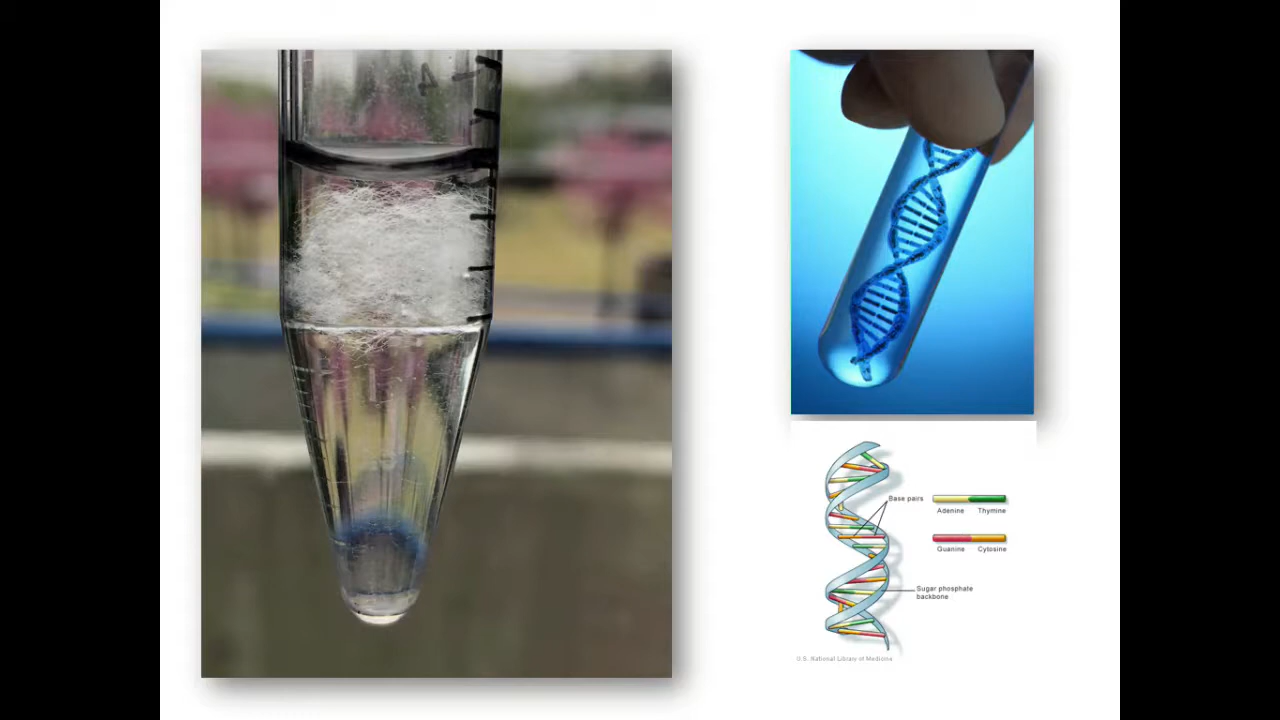 Base pairs
Adenine Thymine
Guanine Cytosine
Sugar phosphate
backbone
U.S. National Library of Medicine